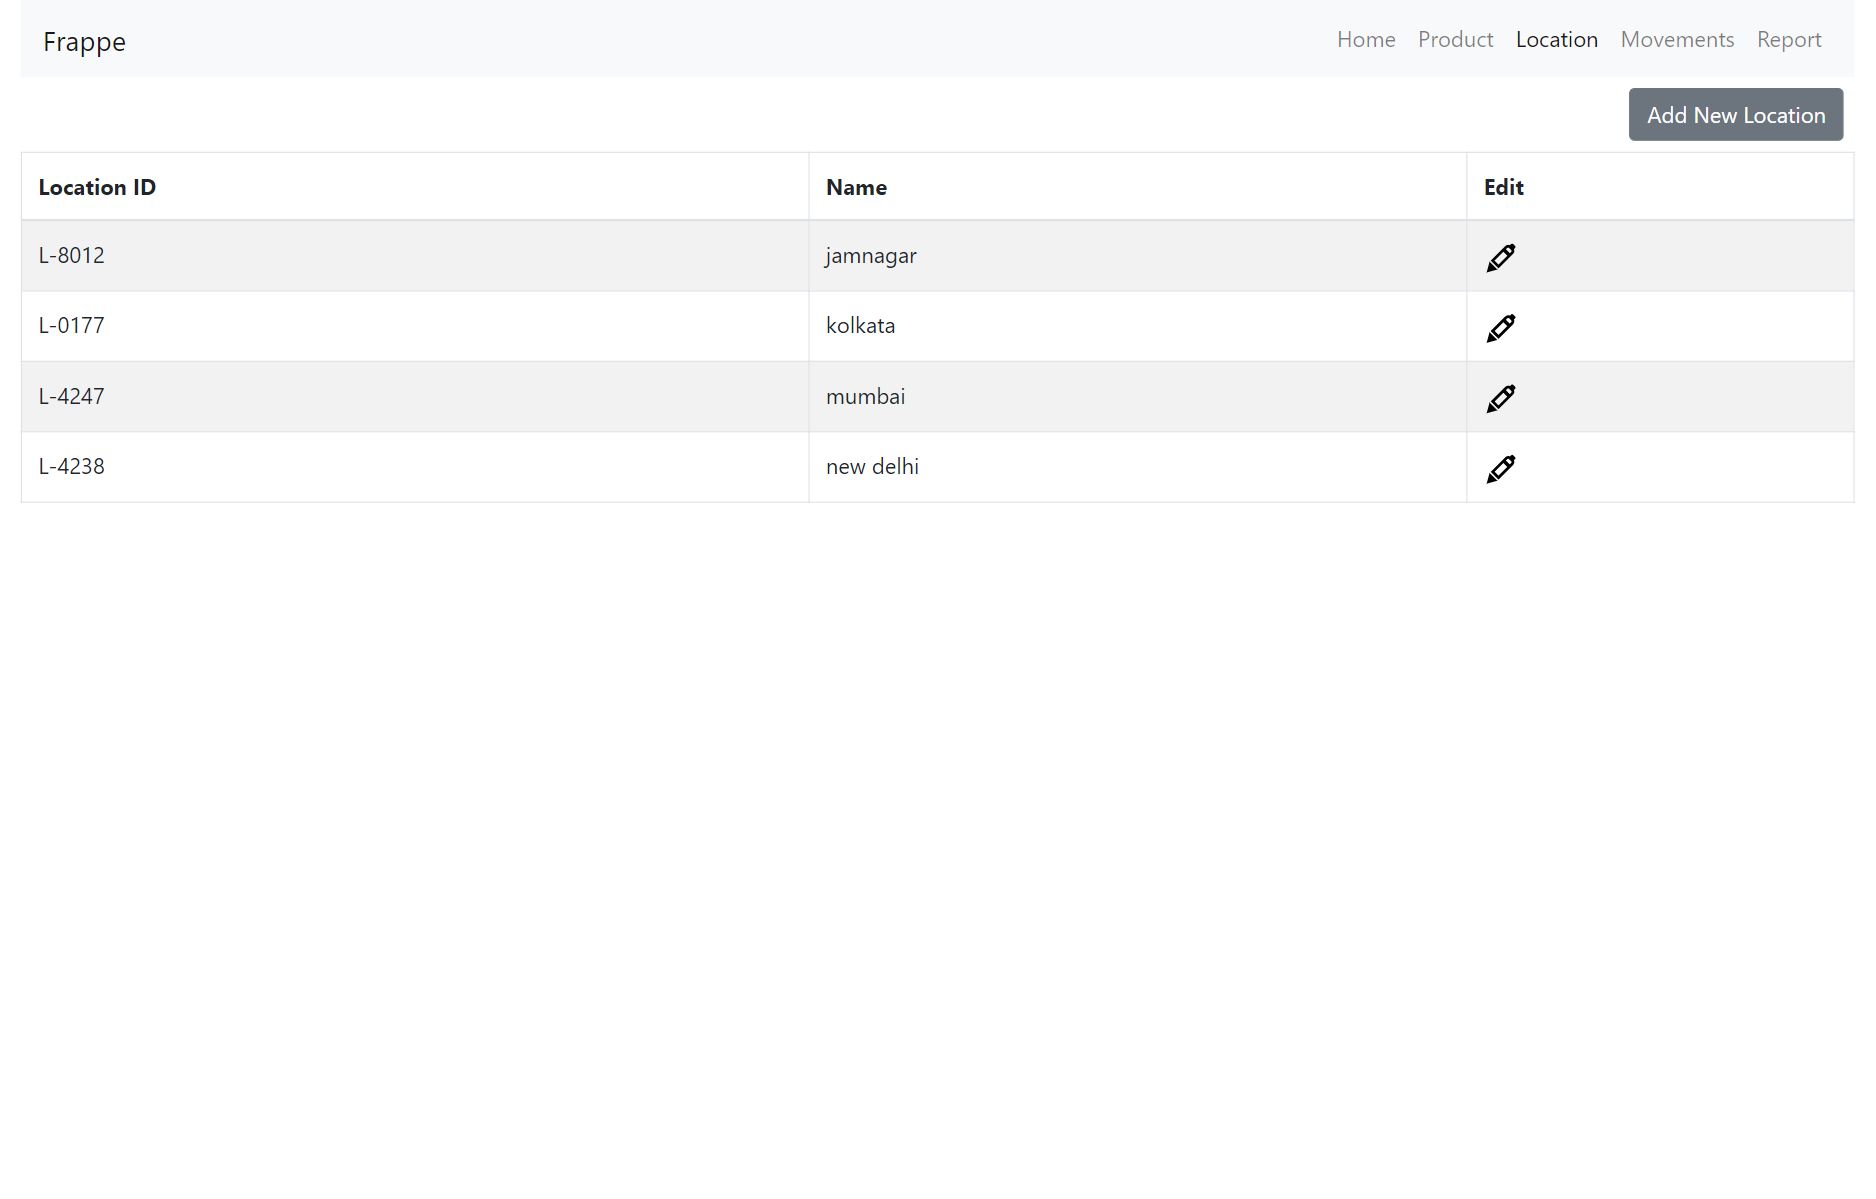 Frappe Home Product Location Movements Report
Add New Location
Location ID Name Edit
L-8012 jamnagar
L-0177 kolkata
L-4247 mumbai
L-4238 new delhi